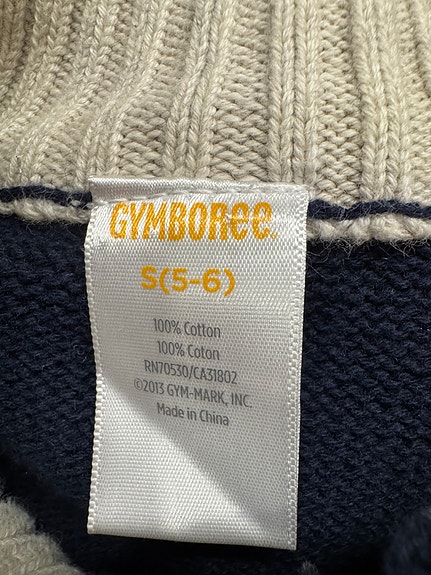 GYMBORee
S(5-6)
100% Cotton
100% Coton
RN70530/CA31802
©2013 GYM-MARK, INC.
Made in China